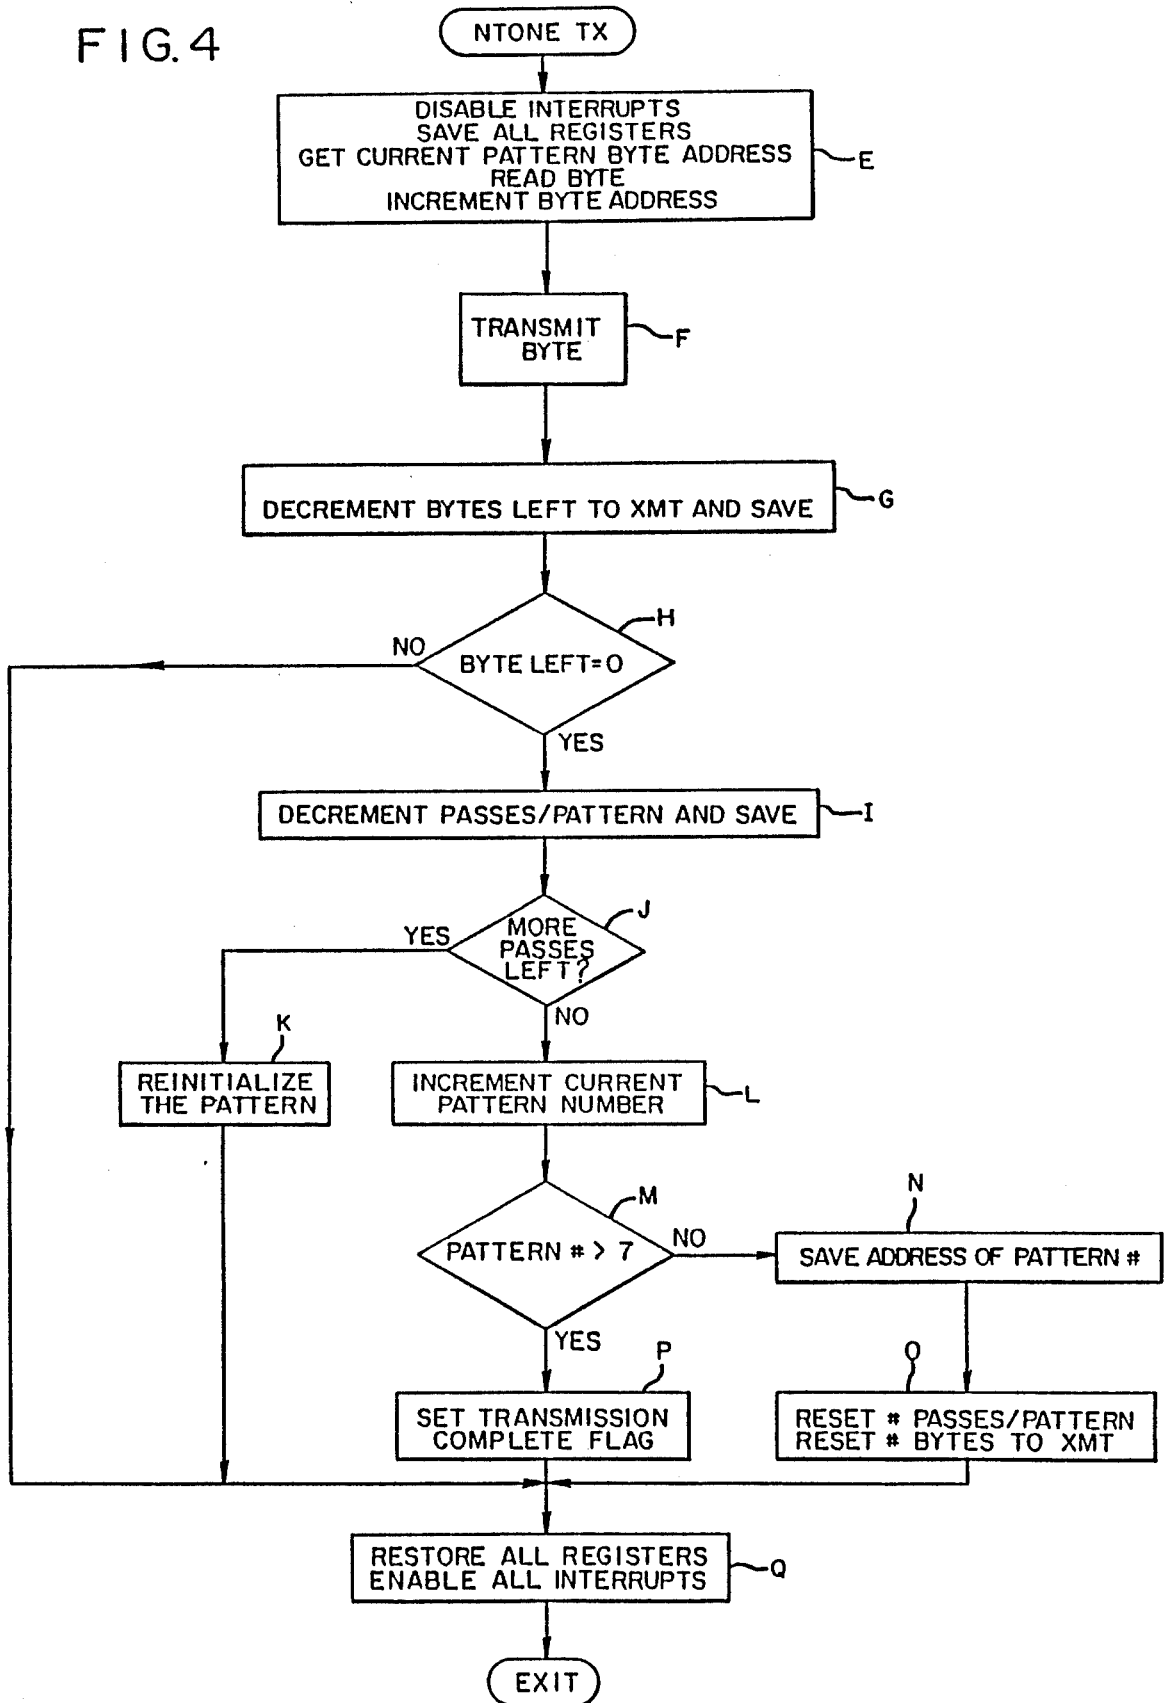 FIG. 4
NTONE TX
DISABLE INTERRUPTS
SAVE ALL REGISTERS
GET CURRENT PATTERN BYTE ADDRESS
READ BYTE
INCREMENT BYTE ADDRESS
E
TRANSMIT
BYTE
F
DECREMENT BYTES LEFT TO XMT AND SAVE
G
H
NO
BYTE LEFT=0
YES
DECREMENT PASSES/PATTERN AND SAVE
I
J
YES
MORE
PASSES
LEFT?
NO
K
REINITIALIZE
THE PATTERN
INCREMENT CURRENT
PATTERN NUMBER
L
M
PATTERN # > 7
NO
N
SAVE ADDRESS OF PATTERN #
YES
P
SET TRANSMISSION
COMPLETE FLAG
O
RESET # PASSES/PATTERN
RESET # BYTES TO XMT
RESTORE ALL REGISTERS
ENABLE ALL INTERRUPTS
Q
EXIT